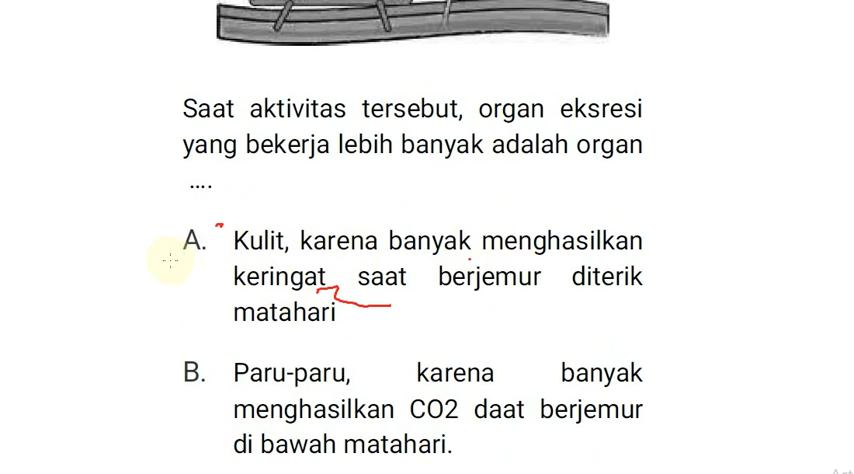 Saat aktivitas tersebut, organ eksresi
yang bekerja lebih banyak adalah organ
....
A. Kulit, karena banyak menghasilkan
keringat saat berjemur diterik
matahari
B. Paru-paru, karena banyak
menghasilkan CO2 daat berjemur
di bawah matahari.